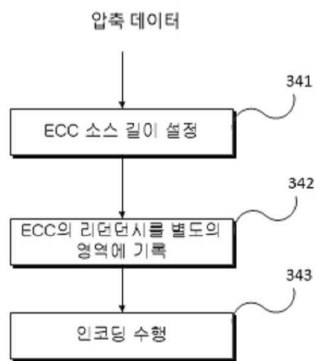 압축 데이터
341
ECC 소스 길이 설정
342
ECC의 리던던시를 별도의
영역에 기록
343
인코딩 수행